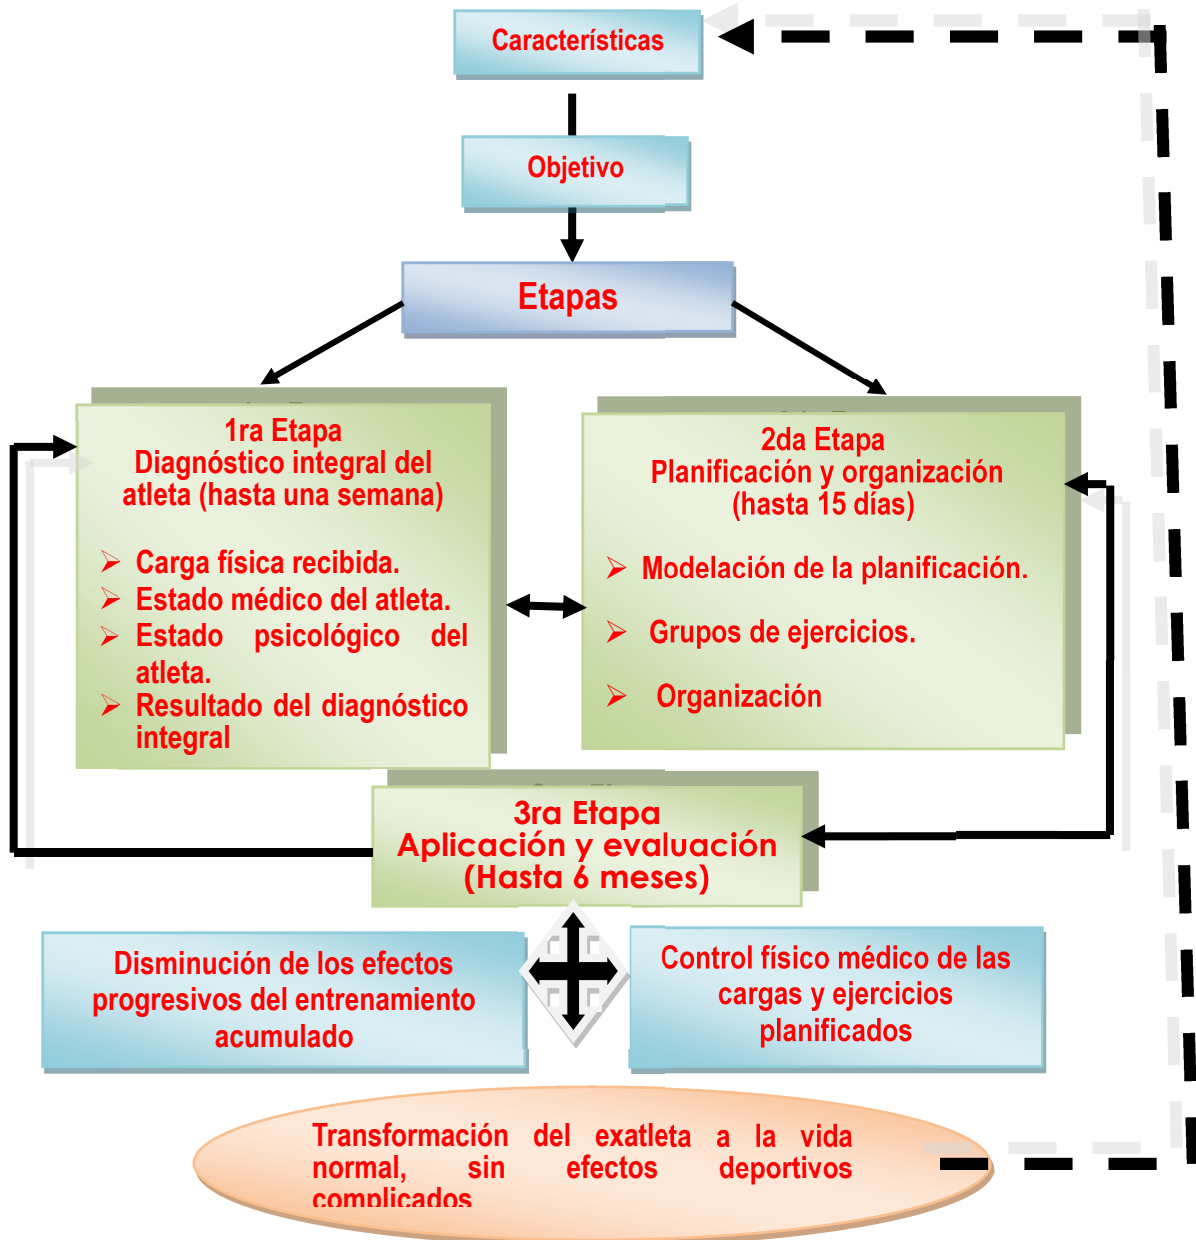 Características
Objetivo
Etapas
1ra Etapa
Diagnóstico integral del
atleta (hasta una semana)
➢ Carga física recibida.
➢ Estado médico del atleta.
➢ Estado psicológico del
atleta.
➢ Resultado del diagnóstico
integral
2da Etapa
Planificación y organización
(hasta 15 días)
➢ Modelación de la planificación.
➢ Grupos de ejercicios.
➢ Organización
3ra Etapa
Aplicación y evaluación
(Hasta 6 meses)
Disminución de los efectos
progresivos del entrenamiento
acumulado
Control físico médico de las
cargas y ejercicios
planificados
Transformación del exatleta a la vida
normal, sin efectos deportivos
complicados